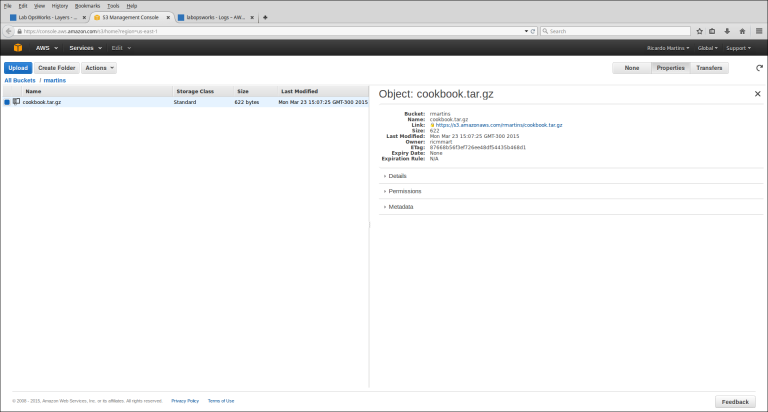 File Edit View History Bookmarks Tools Help
Lab OpsWorks - Layers - ... × S3 Management Console × labopsworks - Logs – AW... × +
https://console.aws.amazon.com/s3/home?region=us-east-1 Search
AWS Services Edit Ricardo Martins Global Support
Upload Create Folder Actions None Properties Transfers
All Buckets / rmartins
Name Storage Class Size Last Modified
cookbook.tar.gz Standard 622 bytes Mon Mar 23 15:07:25 GMT-300 2015
Object: cookbook.tar.gz ×
Bucket: rmartins
Name: cookbook.tar.gz
Link: https://s3.amazonaws.com/rmartins/cookbook.tar.gz
Size: 622
Last Modified: Mon Mar 23 15:07:25 GMT-300 2015
Owner: ricmmart
ETag:
Expiry Date: None
Expiration Rule: N/A
Details
Permissions
Metadata
© 2008 - 2015, Amazon Web Services, Inc. or its affiliates. All rights reserved. Privacy Policy Terms of Use
Feedback